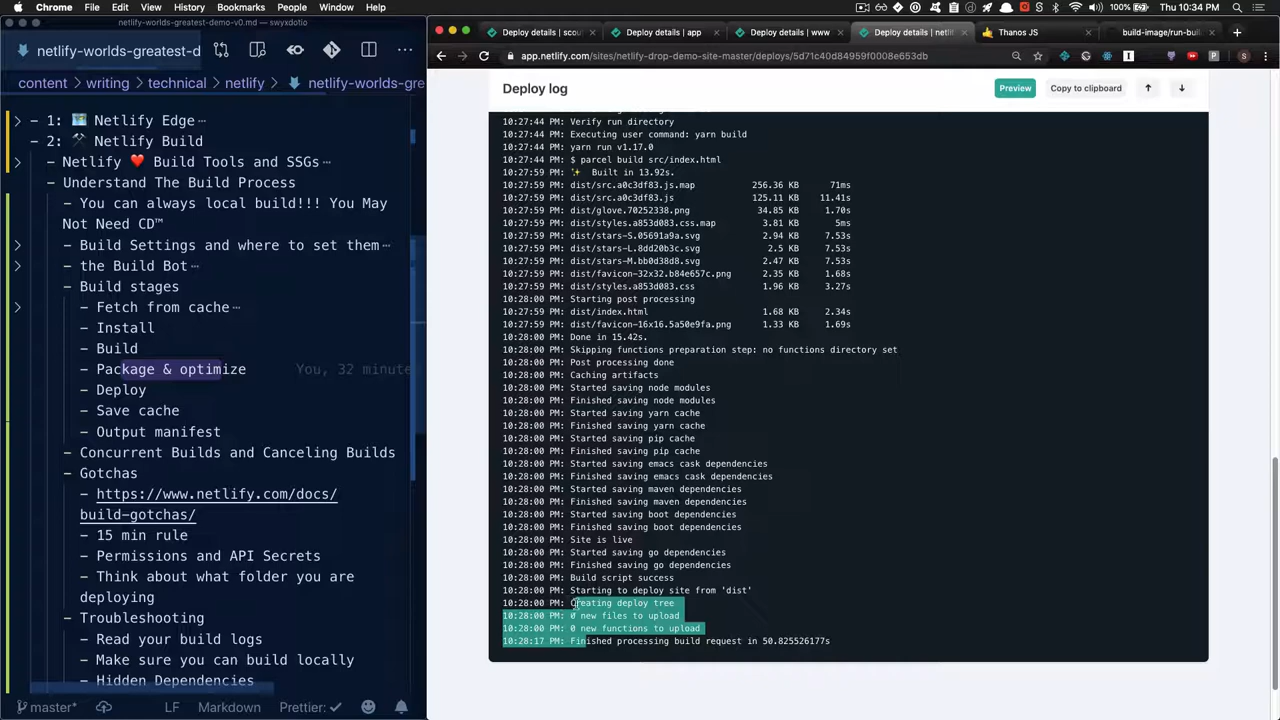 Chrome File Edit View History Bookmarks People Window Help
100%
Thu 10:34 PM
netlify-worlds-greatest-demo-v0.md — swyxdotio
netlify-worlds-greatest-d
content > writing > technical > netlify > netlify-worlds-gre
- 1: Netlify Edge…
- 2: ⚒ Netlify Build
- Netlify ❤️ Build Tools and SSGs…
- Understand The Build Process
- You can always local build!!! You May
Not Need CD™
- Build Settings and where to set them…
- the Build Bot…
- Build stages
- Fetch from cache…
- Install
- Build
- Package & optimize You, 32 minute
- Deploy
- Save cache
- Output manifest
- Concurrent Builds and Canceling Builds
- Gotchas
- https://www.netlify.com/docs/
build-gotchas/
- 15 min rule
- Permissions and API Secrets
- Think about what folder you are
deploying
- Troubleshooting
- Read your build logs
- Make sure you can build locally
- Hidden Dependencies
master* LF Markdown Prettier: ✓
Deploy details | scou
Deploy details | app
Deploy details | www
Deploy details | netl
Thanos JS
build-image/run-buil
app.netlify.com/sites/netlify-drop-demo-site-master/deploys/5d71c40d84959f0008e653db
Deploy log
Preview
Copy to clipboard
10:27:44 PM: Verify run directory
10:27:44 PM: Executing user command: yarn build
10:27:44 PM: yarn run v1.17.0
10:27:44 PM: $ parcel build src/index.html
10:27:59 PM: ✨ Built in 13.92s.
10:27:59 PM: dist/src.a0c3df83.js.map 256.36 KB 71ms
10:27:59 PM: dist/src.a0c3df83.js 125.11 KB 11.41s
10:27:59 PM: dist/glove.70252338.png 34.85 KB 1.70s
10:27:59 PM: dist/styles.a853d083.css.map 3.81 KB 5ms
10:27:59 PM: dist/stars-S.05691a9a.svg 2.94 KB 7.53s
10:27:59 PM: dist/stars-L.8dd20b3c.svg 2.5 KB 7.53s
10:27:59 PM: dist/stars-M.bb0d38d8.svg 2.47 KB 7.53s
10:27:59 PM: dist/favicon-32x32.b84e657c.png 2.35 KB 1.68s
10:27:59 PM: dist/styles.a853d083.css 1.96 KB 3.27s
10:28:00 PM: Starting post processing
10:27:59 PM: dist/index.html 1.68 KB 2.34s
10:27:59 PM: dist/favicon-16x16.5a50e9fa.png 1.33 KB 1.69s
10:28:00 PM: Done in 15.42s.
10:28:00 PM: Skipping functions preparation step: no functions directory set
10:28:00 PM: Post processing done
10:28:00 PM: Caching artifacts
10:28:00 PM: Started saving node modules
10:28:00 PM: Finished saving node modules
10:28:00 PM: Started saving yarn cache
10:28:00 PM: Finished saving yarn cache
10:28:00 PM: Started saving pip cache
10:28:00 PM: Finished saving pip cache
10:28:00 PM: Started saving emacs cask dependencies
10:28:00 PM: Finished saving emacs cask dependencies
10:28:00 PM: Started saving maven dependencies
10:28:00 PM: Finished saving maven dependencies
10:28:00 PM: Started saving boot dependencies
10:28:00 PM: Finished saving boot dependencies
10:28:00 PM: Site is live
10:28:00 PM: Started saving go dependencies
10:28:00 PM: Finished saving go dependencies
10:28:00 PM: Build script success
10:28:00 PM: Starting to deploy site from 'dist'
10:28:00 PM: Creating deploy tree
10:28:00 PM: 0 new files to upload
10:28:00 PM: 0 new functions to upload
10:28:17 PM: Finished processing build request in 50.825526177s